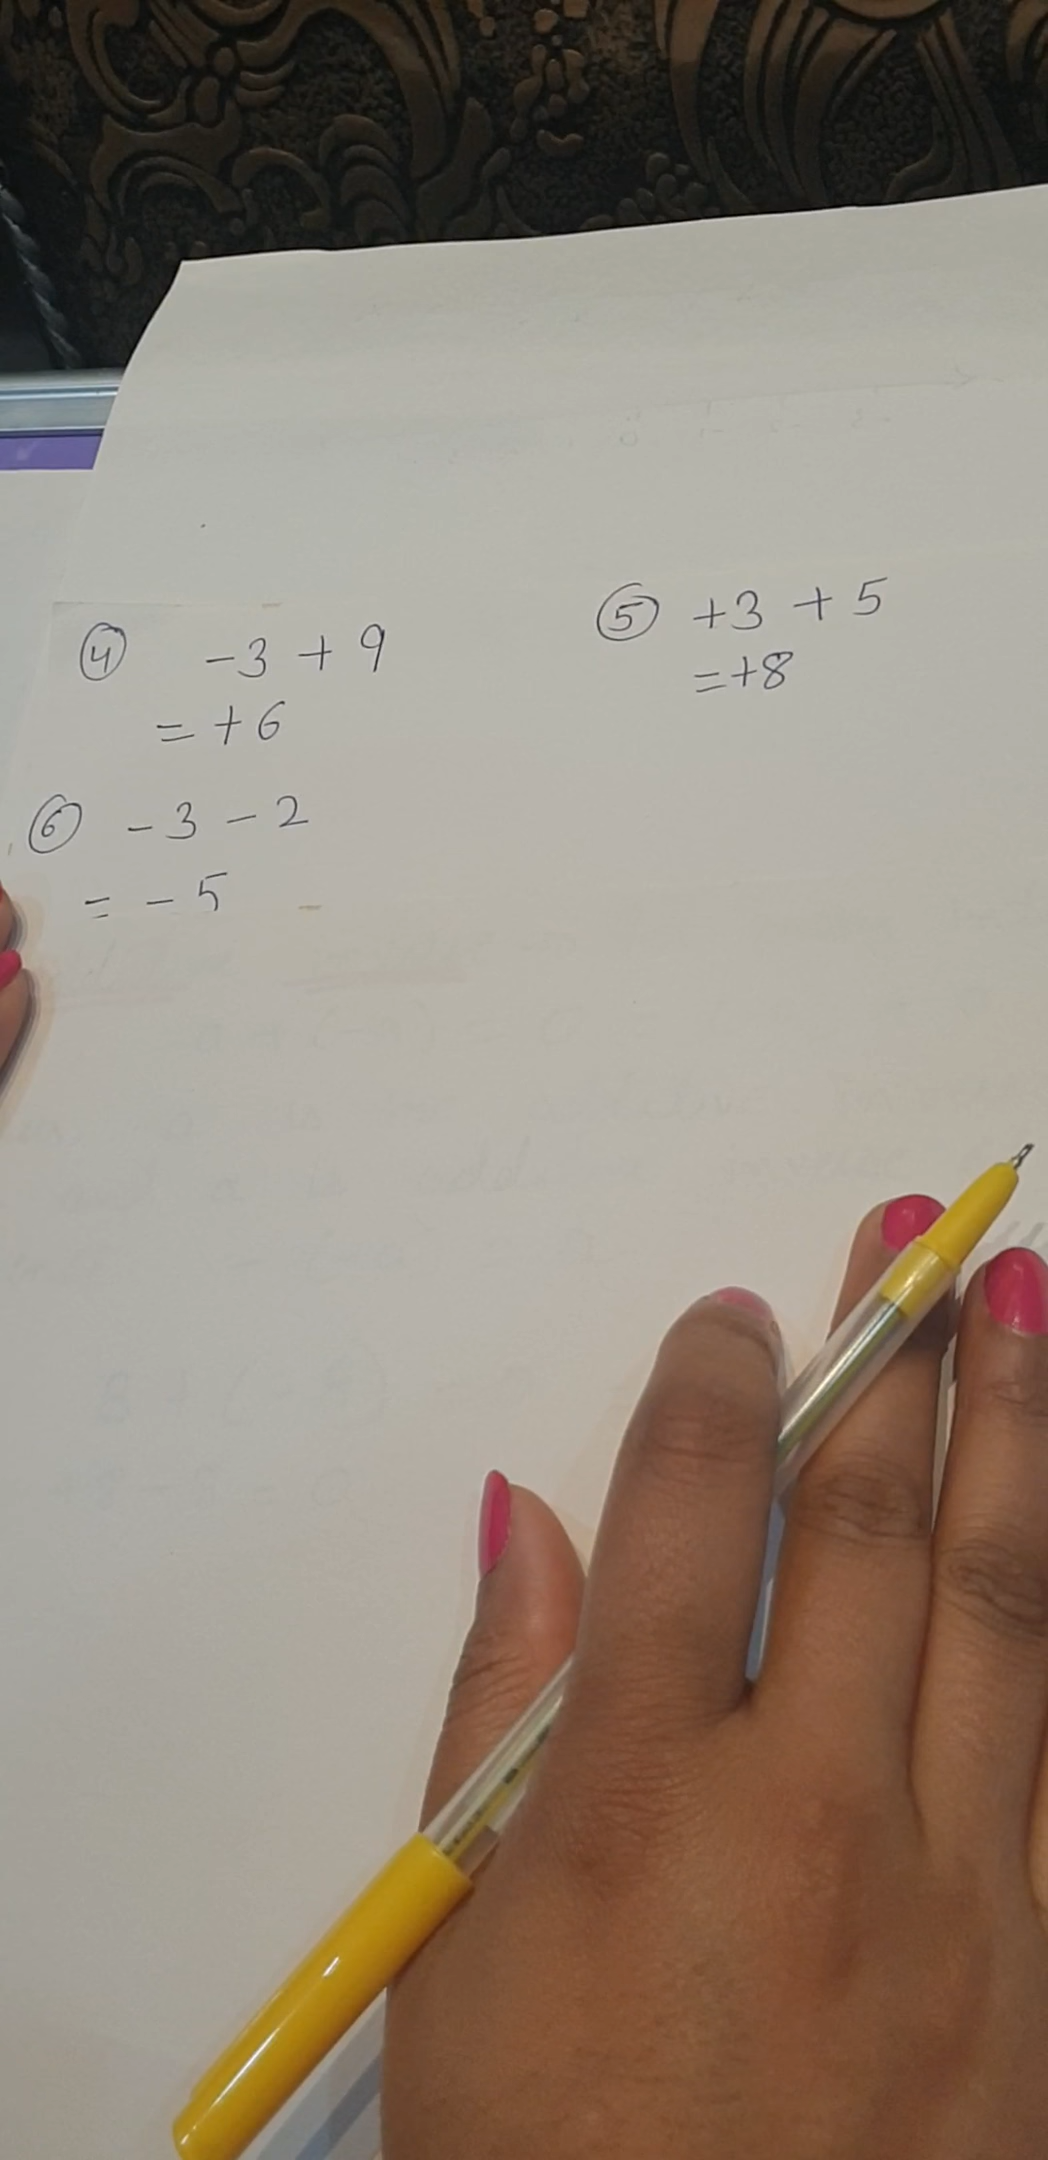 ④ -3 + 9
= +6
⑤ +3 + 5
= +8
⑥ -3 - 2
= -5